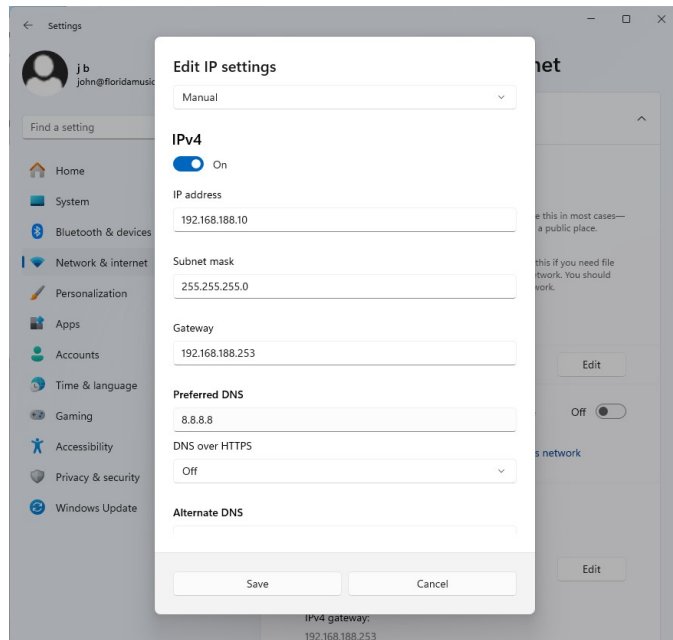 Settings
j b
john@floridamusic
Find a setting
Home
System
Bluetooth & devices
Network & internet
Personalization
Apps
Accounts
Time & language
Gaming
Accessibility
Privacy & security
Windows Update
Edit IP settings
Manual
IPv4
On
IP address
192.168.188.10
Subnet mask
255.255.255.0
Gateway
192.168.188.253
Preferred DNS
8.8.8.8
DNS over HTTPS
Off
Alternate DNS
Save
Cancel
net
e this in most cases—
a public place.
this if you need file
etwork. You should
work.
Edit
Off
s network
Edit
IPv4 gateway:
192.168.188.253